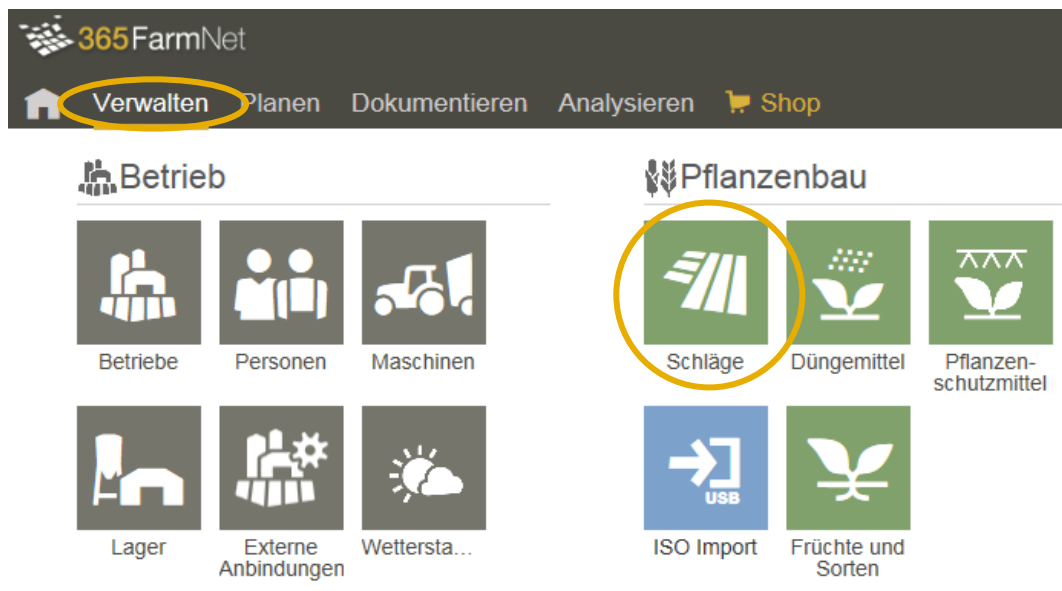 365FarmNet
Verwalten Planen Dokumentieren Analysieren Shop
Betrieb
Pflanzenbau
Betriebe Personen Maschinen
Schläge Düngemittel Pflanzen-
schutzmittel
Lager Externe
Anbindungen
Wettersta...
USB
ISO Import Früchte und
Sorten